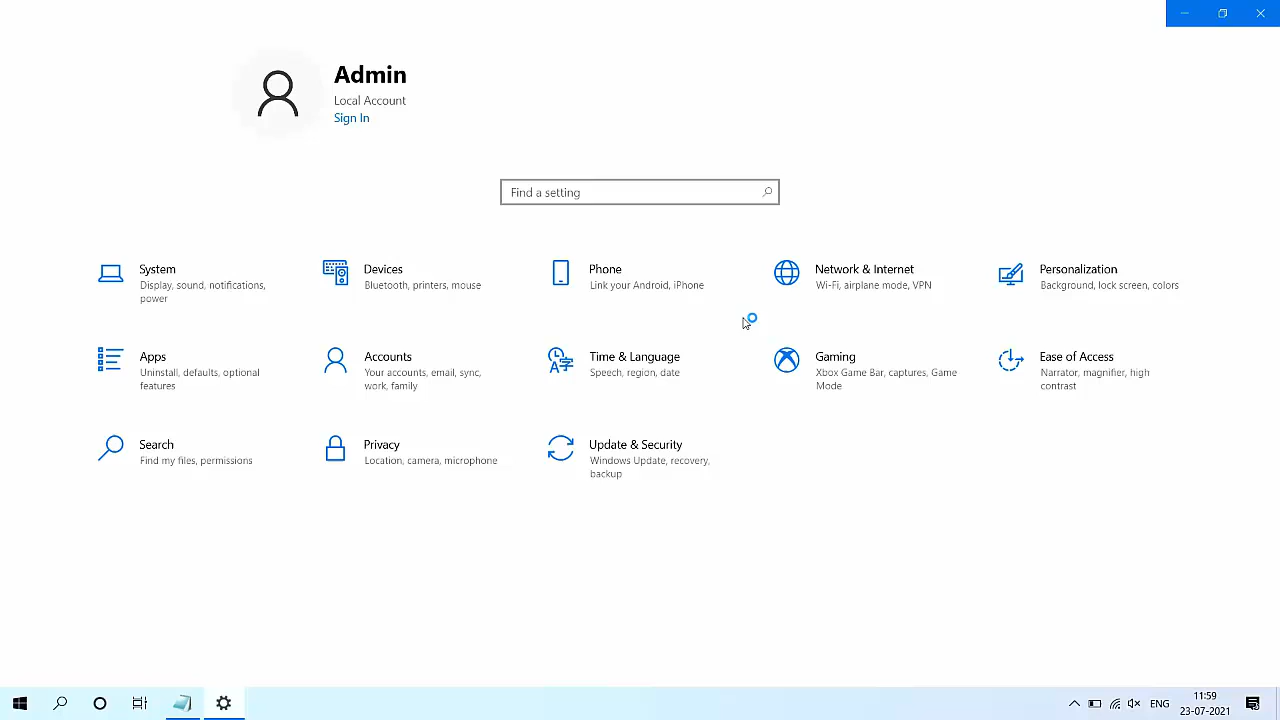 Admin
Local Account
Sign In
Find a setting
System
Display, sound, notifications,
power
Devices
Bluetooth, printers, mouse
Phone
Link your Android, iPhone
Network & Internet
Wi-Fi, airplane mode, VPN
Personalization
Background, lock screen, colors
Apps
Uninstall, defaults, optional
features
Accounts
Your accounts, email, sync,
work, family
Time & Language
Speech, region, date
Gaming
Xbox Game Bar, captures, Game
Mode
Ease of Access
Narrator, magnifier, high
contrast
Search
Find my files, permissions
Privacy
Location, camera, microphone
Update & Security
Windows Update, recovery,
backup
ENG
11:59
23-07-2021